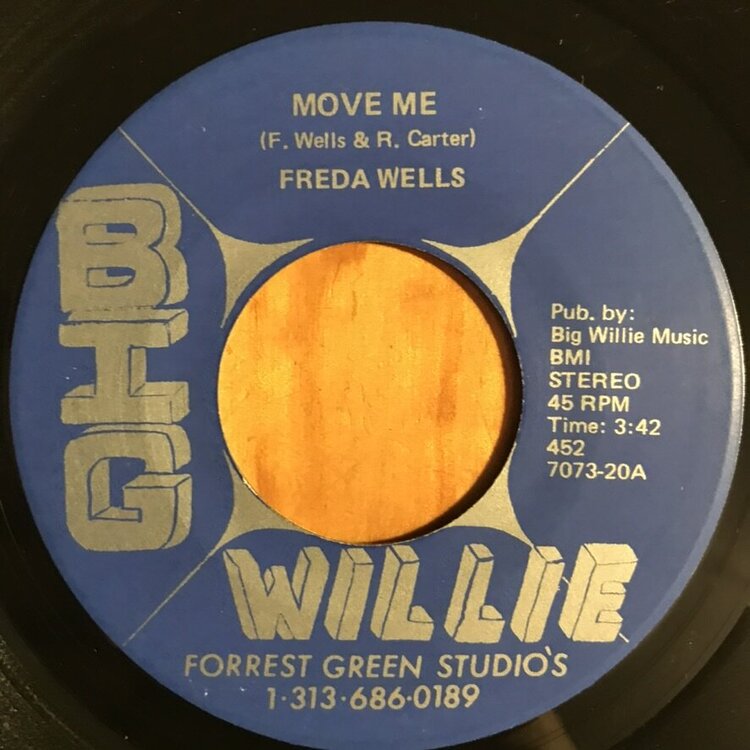 MOVE ME
(F. Wells & R. Carter)
FREDA WELLS
BIG
Pub. by:
Big Willie Music
BMI
STEREO
45 RPM
Time: 3:42
452
7073-20A
WILLIE
FORREST GREEN STUDIO'S
1·313·686·0189